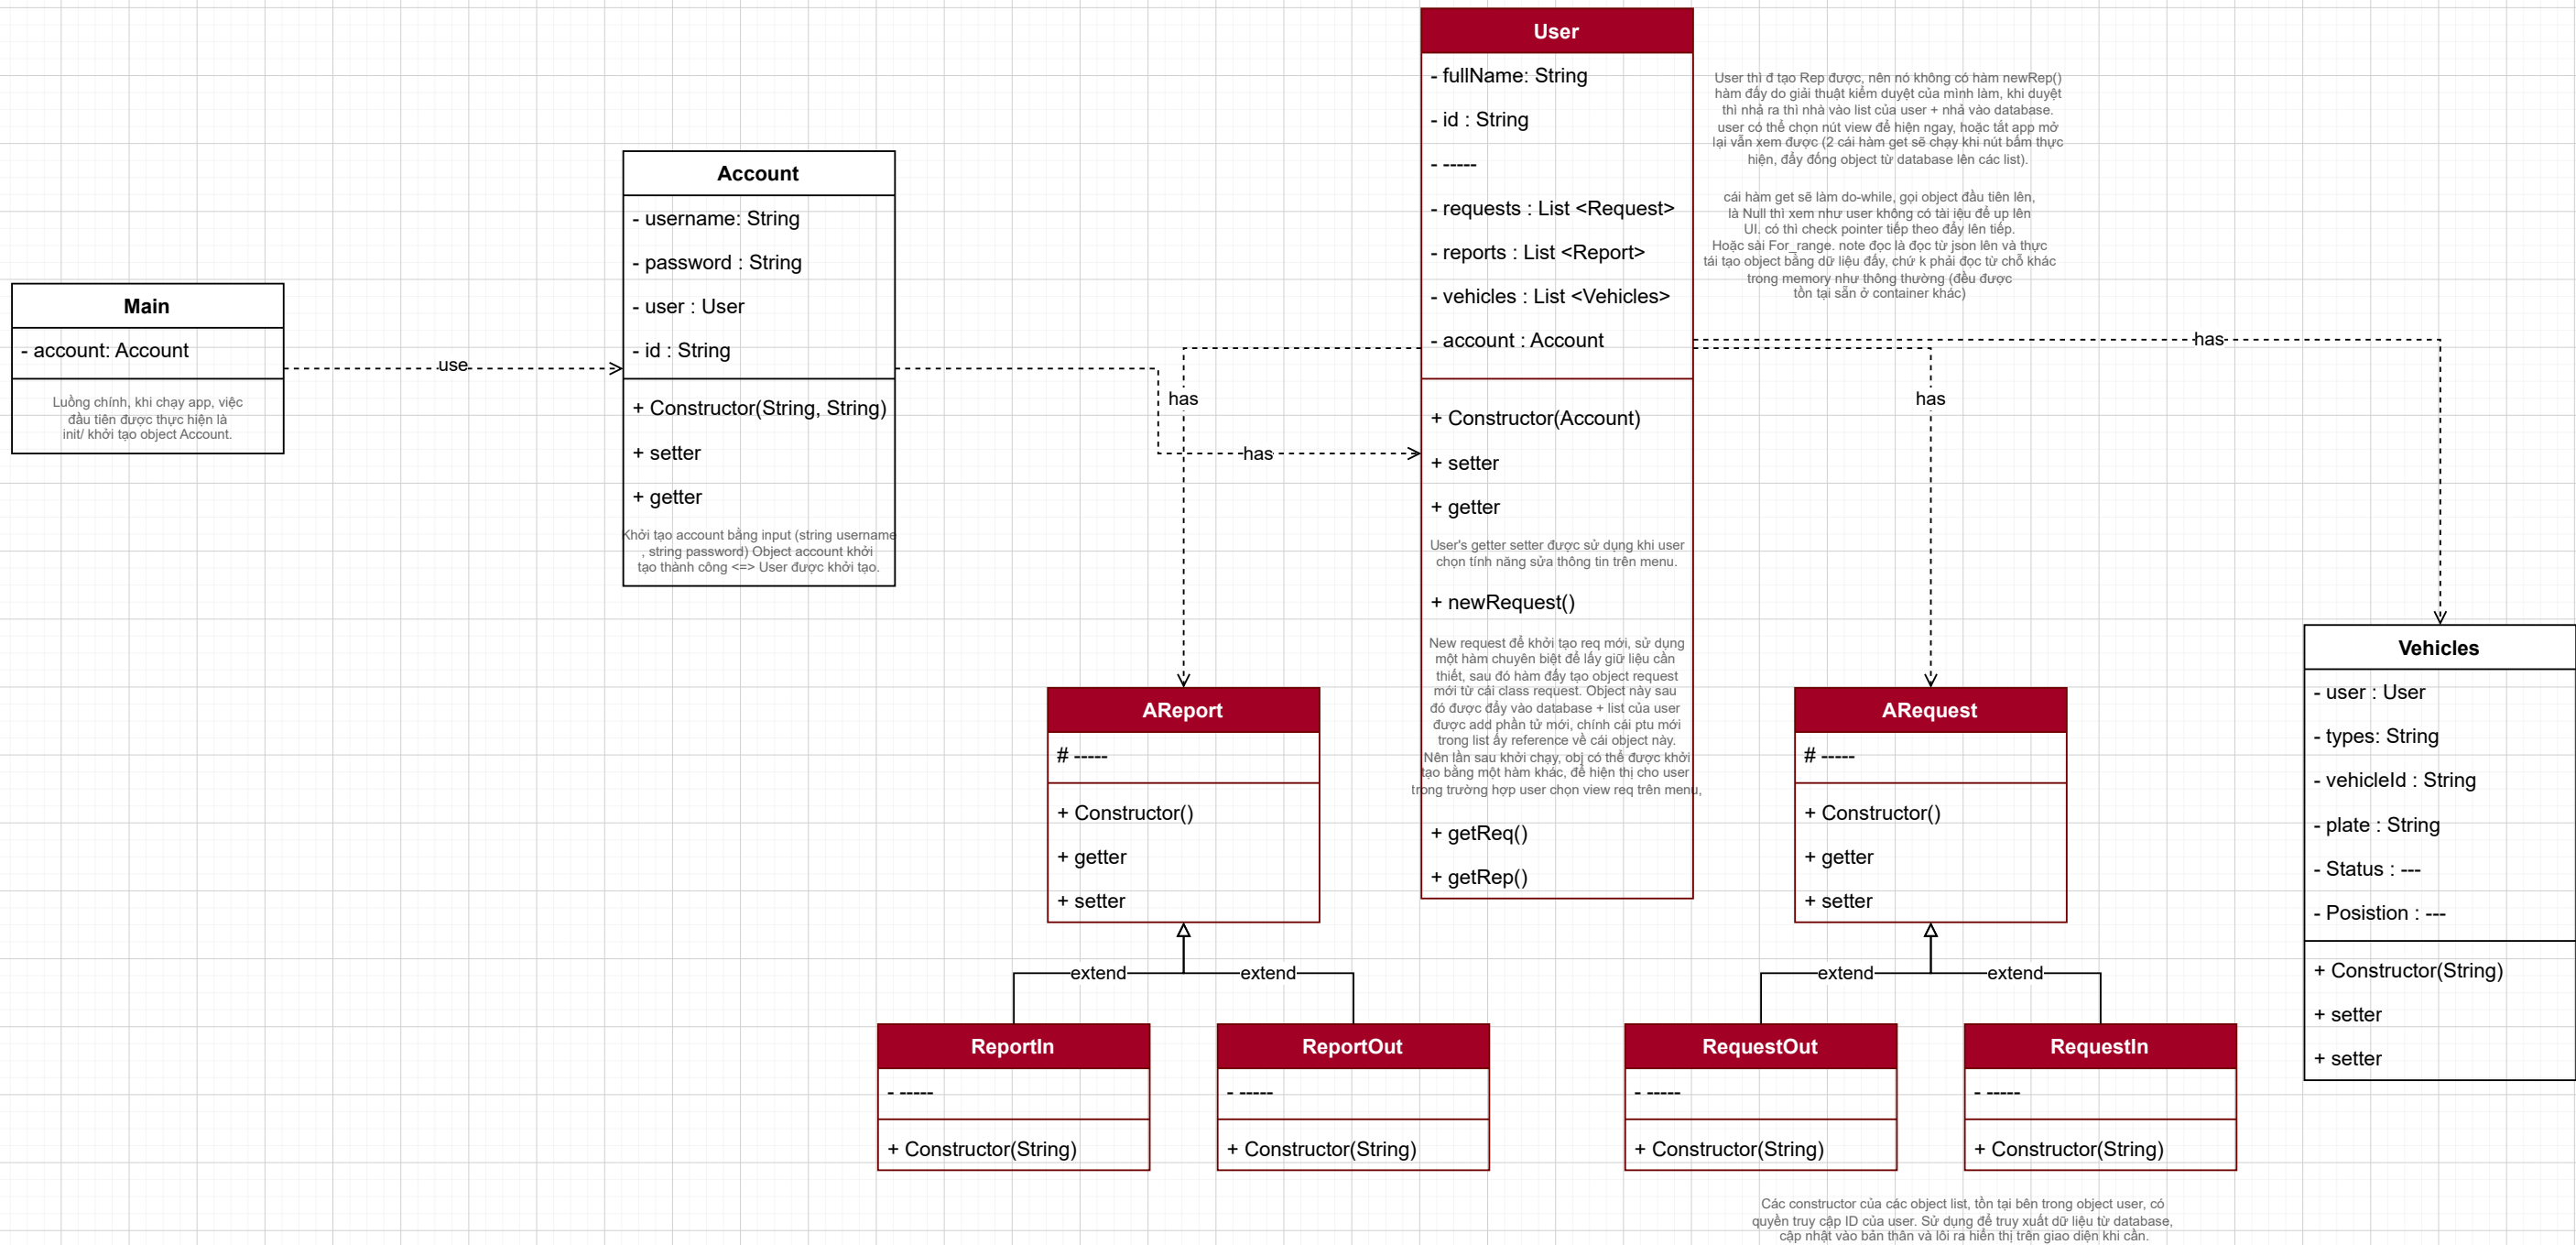 Main
- account: Account
Luồng chính, khi chạy app, việc
đầu tiên được thực hiện là
init/ khởi tạo object Account.
use
Account
- username: String
- password : String
- user : User
- id : String
+ Constructor(String, String)
+ setter
+ getter
Khởi tạo account bằng input (string username
, string password) Object account khởi
tạo thành công <=> User được khởi tạo.
has
has
User
- fullName: String
- id : String
- -----
- requests : List <Request>
- reports : List <Report>
- vehicles : List <Vehicles>
- account : Account
+ Constructor(Account)
+ setter
+ getter
User's getter setter được sử dụng khi user
chọn tính năng sửa thông tin trên menu.
+ newRequest()
New request để khởi tạo req mới, sử dụng
một hàm chuyên biệt để lấy giữ liệu cần
thiết, sau đó hàm đấy tạo object request
mới từ cái class request. Object này sau
đó được đẩy vào database + list của user
được add phần tử mới, chính cái ptu mới
trong list ấy reference về cái object này.
Nên lần sau khởi chạy, obj có thể được khởi
tạo bằng một hàm khác, để hiện thị cho user
trong trường hợp user chọn view req trên menu,
+ getReq()
+ getRep()
User thì đ tạo Rep được, nên nó không có hàm newRep()
hàm đấy do giải thuật kiểm duyệt của mình làm, khi duyệt
thì nhả ra thì nhà vào list của user + nhả vào database.
user có thể chọn nút view để hiện ngay, hoặc tắt app mở
lại vẫn xem được (2 cái hàm get sẽ chạy khi nút bấm thực
hiện, đẩy đống object từ database lên các list).
cái hàm get sẽ làm do-while, gọi object đầu tiên lên,
là Null thì xem như user không có tài iệu để up lên
UI. có thì check pointer tiếp theo đẩy lên tiếp.
Hoặc sài For_range. note đọc là đọc từ json lên và thực
tái tạo object bằng dữ liệu đấy, chứ k phải đọc từ chỗ khác
trong memory như thông thường (đều được
tồn tại sẵn ở container khác)
has
has
AReport
# -----
+ Constructor()
+ getter
+ setter
ARequest
# -----
+ Constructor()
+ getter
+ setter
Vehicles
- user : User
- types: String
- vehicleId : String
- plate : String
- Status : ---
- Posistion : ---
+ Constructor(String)
+ setter
+ setter
extend
extend
extend
extend
ReportIn
- -----
+ Constructor(String)
ReportOut
- -----
+ Constructor(String)
RequestOut
- -----
+ Constructor(String)
RequestIn
- -----
+ Constructor(String)
Các constructor của các object list, tồn tại bên trong object user, có
quyền truy cập ID của user. Sử dụng để truy xuất dữ liệu từ database,
cập nhật vào bản thân và lôi ra hiển thị trên giao diện khi cần.